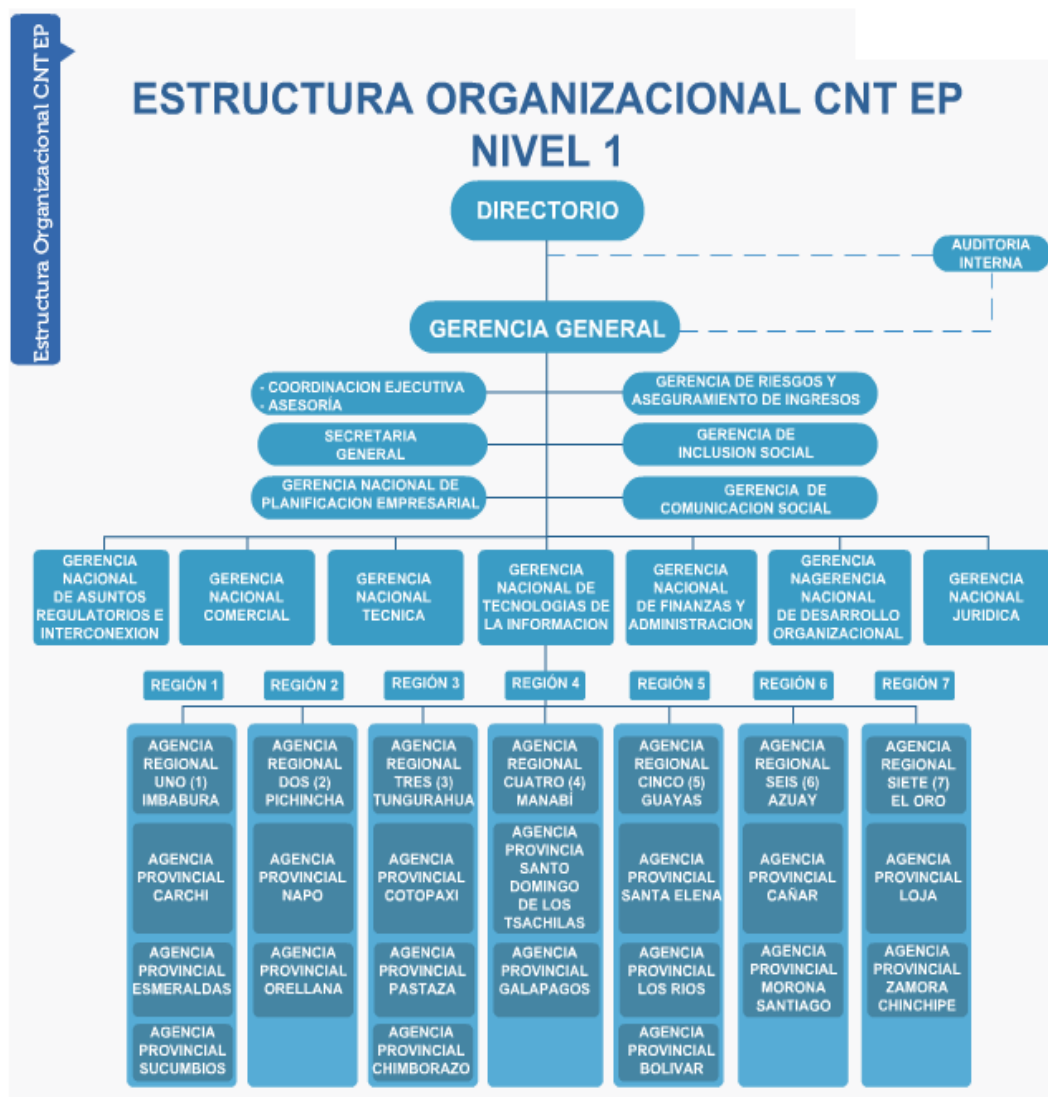 Estructura Organizacional CNT EP
ESTRUCTURA ORGANIZACIONAL CNT EP
NIVEL 1
DIRECTORIO
AUDITORIA
INTERNA
GERENCIA GENERAL
- COORDINACION EJECUTIVA
- ASESORÍA
GERENCIA DE RIESGOS Y
ASEGURAMIENTO DE INGRESOS
SECRETARIA
GENERAL
GERENCIA DE
INCLUSION SOCIAL
GERENCIA NACIONAL DE
PLANIFICACION EMPRESARIAL
GERENCIA DE
COMUNICACION SOCIAL
GERENCIA
NACIONAL
DE ASUNTOS
REGULATORIOS E
INTERCONEXION
GERENCIA
NACIONAL
COMERCIAL
GERENCIA
NACIONAL
TECNICA
GERENCIA
NACIONAL DE
TECNOLOGIAS DE
LA INFORMACION
GERENCIA
NACIONAL
DE FINANZAS Y
ADMINISTRACION
GERENCIA
NAGERENCIA
NACIONAL
DE DESARROLLO
ORGANIZACIONAL
GERENCIA
NACIONAL
JURIDICA
REGIÓN 1
REGIÓN 2
REGIÓN 3
REGIÓN 4
REGIÓN 5
REGIÓN 6
REGIÓN 7
AGENCIA
REGIONAL
UNO (1)
IMBABURA
AGENCIA
PROVINCIAL
CARCHI
AGENCIA
PROVINCIAL
ESMERALDAS
AGENCIA
PROVINCIAL
SUCUMBIOS
AGENCIA
REGIONAL
DOS (2)
PICHINCHA
AGENCIA
PROVINCIAL
NAPO
AGENCIA
PROVINCIAL
ORELLANA
AGENCIA
REGIONAL
TRES (3)
TUNGURAHUA
AGENCIA
PROVINCIAL
COTOPAXI
AGENCIA
PROVINCIAL
PASTAZA
AGENCIA
PROVINCIAL
CHIMBORAZO
AGENCIA
REGIONAL
CUATRO (4)
MANABÍ
AGENCIA
PROVINCIA
SANTO
DOMINGO
DE LOS
TSACHILAS
AGENCIA
PROVINCIAL
GALAPAGOS
AGENCIA
REGIONAL
CINCO (5)
GUAYAS
AGENCIA
PROVINCIAL
SANTA ELENA
AGENCIA
PROVINCIAL
LOS RIOS
AGENCIA
PROVINCIAL
BOLIVAR
AGENCIA
REGIONAL
SEIS (6)
AZUAY
AGENCIA
PROVINCIAL
CAÑAR
AGENCIA
PROVINCIAL
MORONA
SANTIAGO
AGENCIA
REGIONAL
SIETE (7)
EL ORO
AGENCIA
PROVINCIAL
LOJA
AGENCIA
PROVINCIAL
ZAMORA
CHINCHIPE